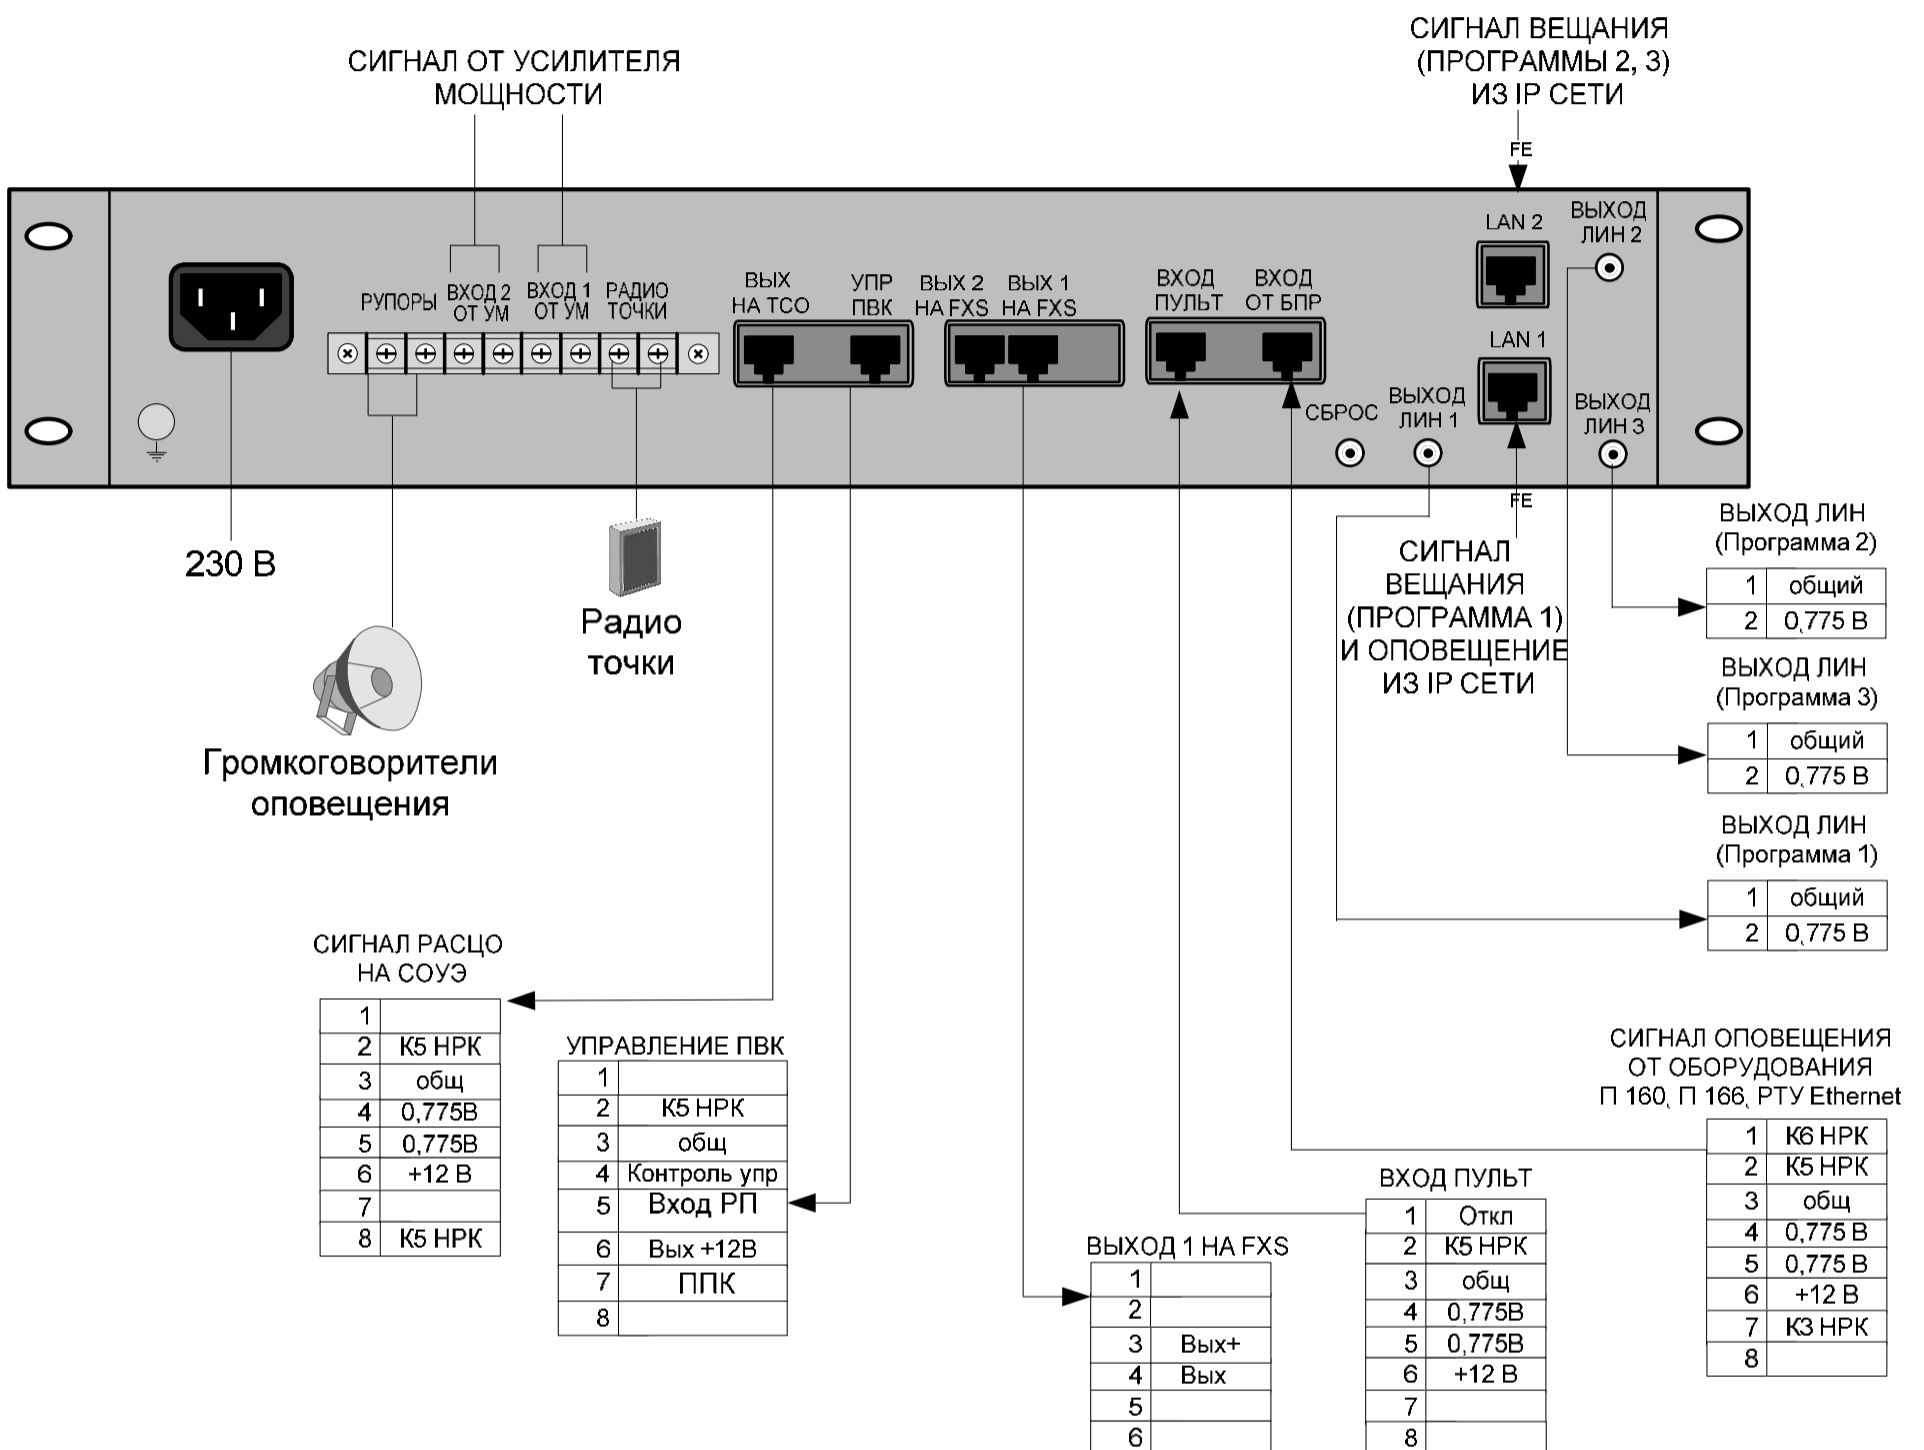 СИГНАЛ ОТ УСИЛИТЕЛЯ
МОЩНОСТИ
СИГНАЛ ВЕЩАНИЯ
(ПРОГРАММЫ 2, 3)
ИЗ IP СЕТИ
FE
LAN 2
ВЫХОД
ЛИН 2
РУПОРЫ
ВХОД 2
ОТ УМ
ВХОД 1
ОТ УМ
РАДИО
ТОЧКИ
ВЫХ
НА ТСО
УПР
ПВК
ВЫХ 2
НА FXS
ВЫХ 1
НА FXS
ВХОД
ПУЛЬТ
ВХОД
ОТ БПР
LAN 1
СБРОС
ВЫХОД
ЛИН 1
ВЫХОД
ЛИН 3
FE
230 В
Радио
точки
Громкоговорители
оповещения
СИГНАЛ
ВЕЩАНИЯ
(ПРОГРАММА 1)
И ОПОВЕЩЕНИЕ
ИЗ IP СЕТИ
ВЫХОД ЛИН
(Программа 2)
1 общий
2 0,775 В
ВЫХОД ЛИН
(Программа 3)
1 общий
2 0,775 В
ВЫХОД ЛИН
(Программа 1)
1 общий
2 0,775 В
СИГНАЛ РАСЦО
НА СОУЭ
1
2 К5 НРК
3 общ
4 0,775В
5 0,775В
6 +12 В
7
8 К5 НРК
УПРАВЛЕНИЕ ПВК
1
2 К5 НРК
3 общ
4 Контроль упр
5 Вход РП
6 Вых +12В
7 ППК
8
ВЫХОД 1 НА FXS
1
2
3 Вых+
4 Вых
5
6
ВХОД ПУЛЬТ
1 Откл
2 К5 НРК
3 общ
4 0,775В
5 0,775В
6 +12 В
7
8
СИГНАЛ ОПОВЕЩЕНИЯ
ОТ ОБОРУДОВАНИЯ
П 160, П 166, РТУ Ethernet
1 К6 НРК
2 К5 НРК
3 общ
4 0,775 В
5 0,775 В
6 +12 В
7 К3 НРК
8